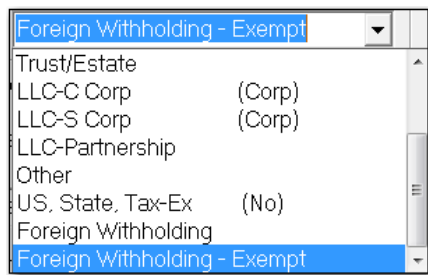 Foreign Withholding - Exempt
Trust/Estate
LLC-C Corp (Corp)
LLC-S Corp (Corp)
LLC-Partnership
Other
US, State, Tax-Ex (No)
Foreign Withholding
Foreign Withholding - Exempt